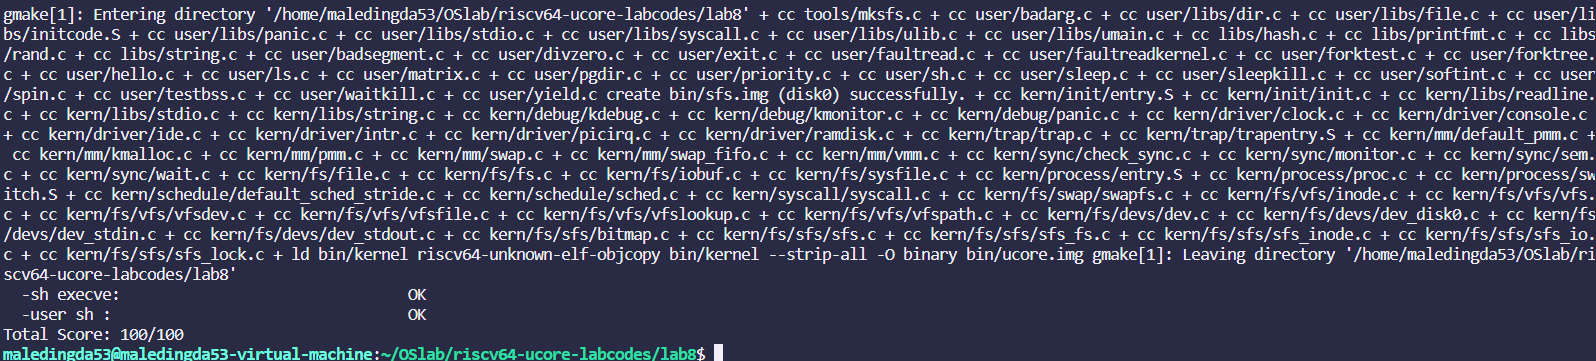 gmake[1]: Entering directory '/home/maledingda53/OSlab/riscv64-ucore-labcodes/lab8' + cc tools/mksfs.c + cc user/badarg.c + cc user/libs/dir.c + cc user/libs/file.c + cc user/li
bs/initcode.S + cc user/libs/panic.c + cc user/libs/stdio.c + cc user/libs/syscall.c + cc user/libs/ulib.c + cc user/libs/umain.c + cc libs/hash.c + cc libs/printfmt.c + cc libs
/rand.c + cc libs/string.c + cc user/badsegment.c + cc user/divzero.c + cc user/exit.c + cc user/faultread.c + cc user/faultreadkernel.c + cc user/forktest.c + cc user/forktree.
c + cc user/hello.c + cc user/ls.c + cc user/matrix.c + cc user/pgdir.c + cc user/priority.c + cc user/sh.c + cc user/sleep.c + cc user/sleepkill.c + cc user/softint.c + cc user
/spin.c + cc user/testbss.c + cc user/waitkill.c + cc user/yield.c create bin/sfs.img (disk0) successfully. + cc kern/init/entry.S + cc kern/init/init.c + cc kern/libs/readline.
c + cc kern/libs/stdio.c + cc kern/libs/string.c + cc kern/debug/kdebug.c + cc kern/debug/kmonitor.c + cc kern/debug/panic.c + cc kern/driver/clock.c + cc kern/driver/console.c
+ cc kern/driver/ide.c + cc kern/driver/intr.c + cc kern/driver/picirq.c + cc kern/driver/ramdisk.c + cc kern/trap/trap.c + cc kern/trap/trapentry.S + cc kern/mm/default_pmm.c +
cc kern/mm/kmalloc.c + cc kern/mm/pmm.c + cc kern/mm/swap.c + cc kern/mm/swap_fifo.c + cc kern/mm/vmm.c + cc kern/sync/check_sync.c + cc kern/sync/monitor.c + cc kern/sync/sem.
c + cc kern/sync/wait.c + cc kern/fs/file.c + cc kern/fs/fs.c + cc kern/fs/iobuf.c + cc kern/fs/sysfile.c + cc kern/process/entry.S + cc kern/process/proc.c + cc kern/process/sw
itch.S + cc kern/schedule/default_sched_stride.c + cc kern/schedule/sched.c + cc kern/syscall/syscall.c + cc kern/fs/swap/swapfs.c + cc kern/fs/vfs/inode.c + cc kern/fs/vfs/vfs.
c + cc kern/fs/vfs/vfsdev.c + cc kern/fs/vfs/vfsfile.c + cc kern/fs/vfs/vfslookup.c + cc kern/fs/vfs/vfspath.c + cc kern/fs/devs/dev.c + cc kern/fs/devs/dev_disk0.c + cc kern/fs
/devs/dev_stdin.c + cc kern/fs/devs/dev_stdout.c + cc kern/fs/sfs/bitmap.c + cc kern/fs/sfs/sfs.c + cc kern/fs/sfs/sfs_fs.c + cc kern/fs/sfs/sfs_inode.c + cc kern/fs/sfs/sfs_io.
c + cc kern/fs/sfs/sfs_lock.c + ld bin/kernel riscv64-unknown-elf-objcopy bin/kernel --strip-all -O binary bin/ucore.img gmake[1]: Leaving directory '/home/maledingda53/OSlab/ri
scv64-ucore-labcodes/lab8'
-sh execve: OK
-user sh : OK
Total Score: 100/100
maledingda53@maledingda53-virtual-machine:~/OSlab/riscv64-ucore-labcodes/lab8$